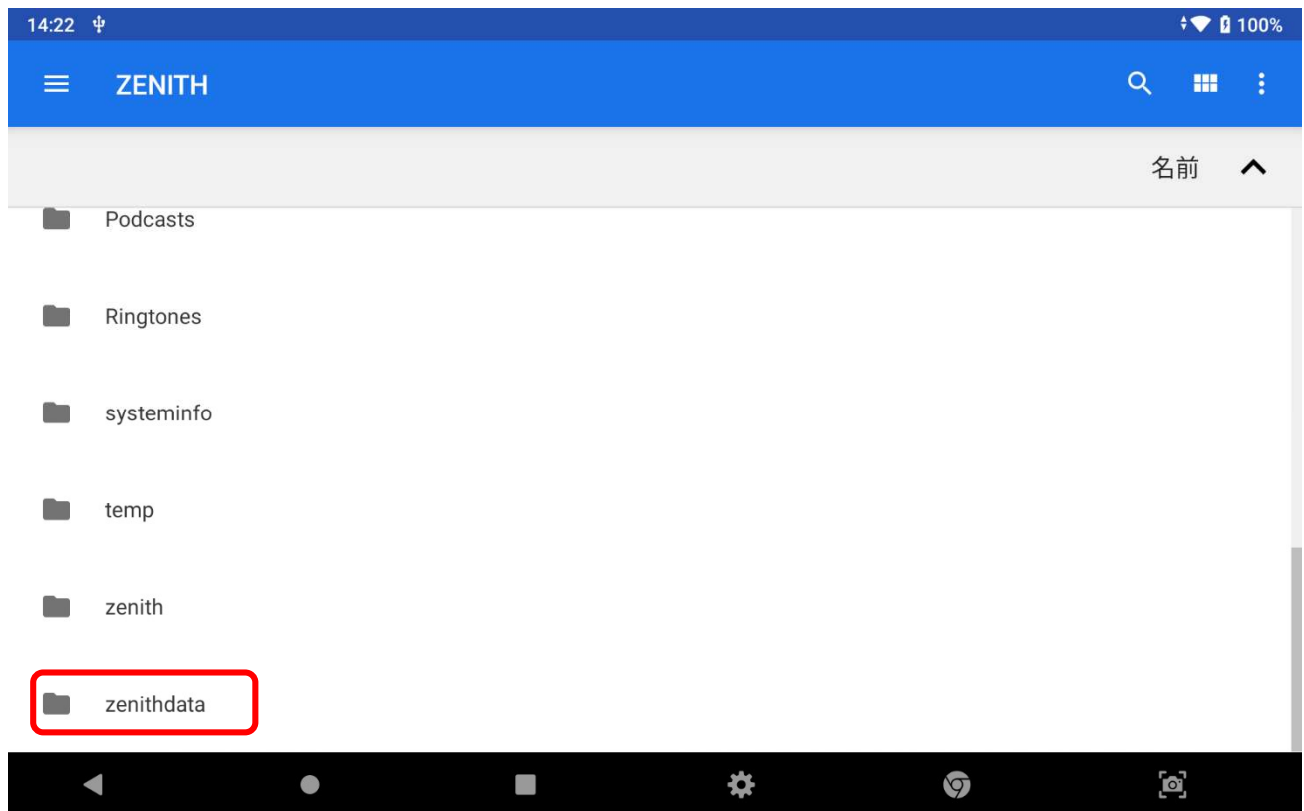 14:22 100%
ZENITH
名前
Podcasts
Ringtones
systeminfo
temp
zenith
zenithdata